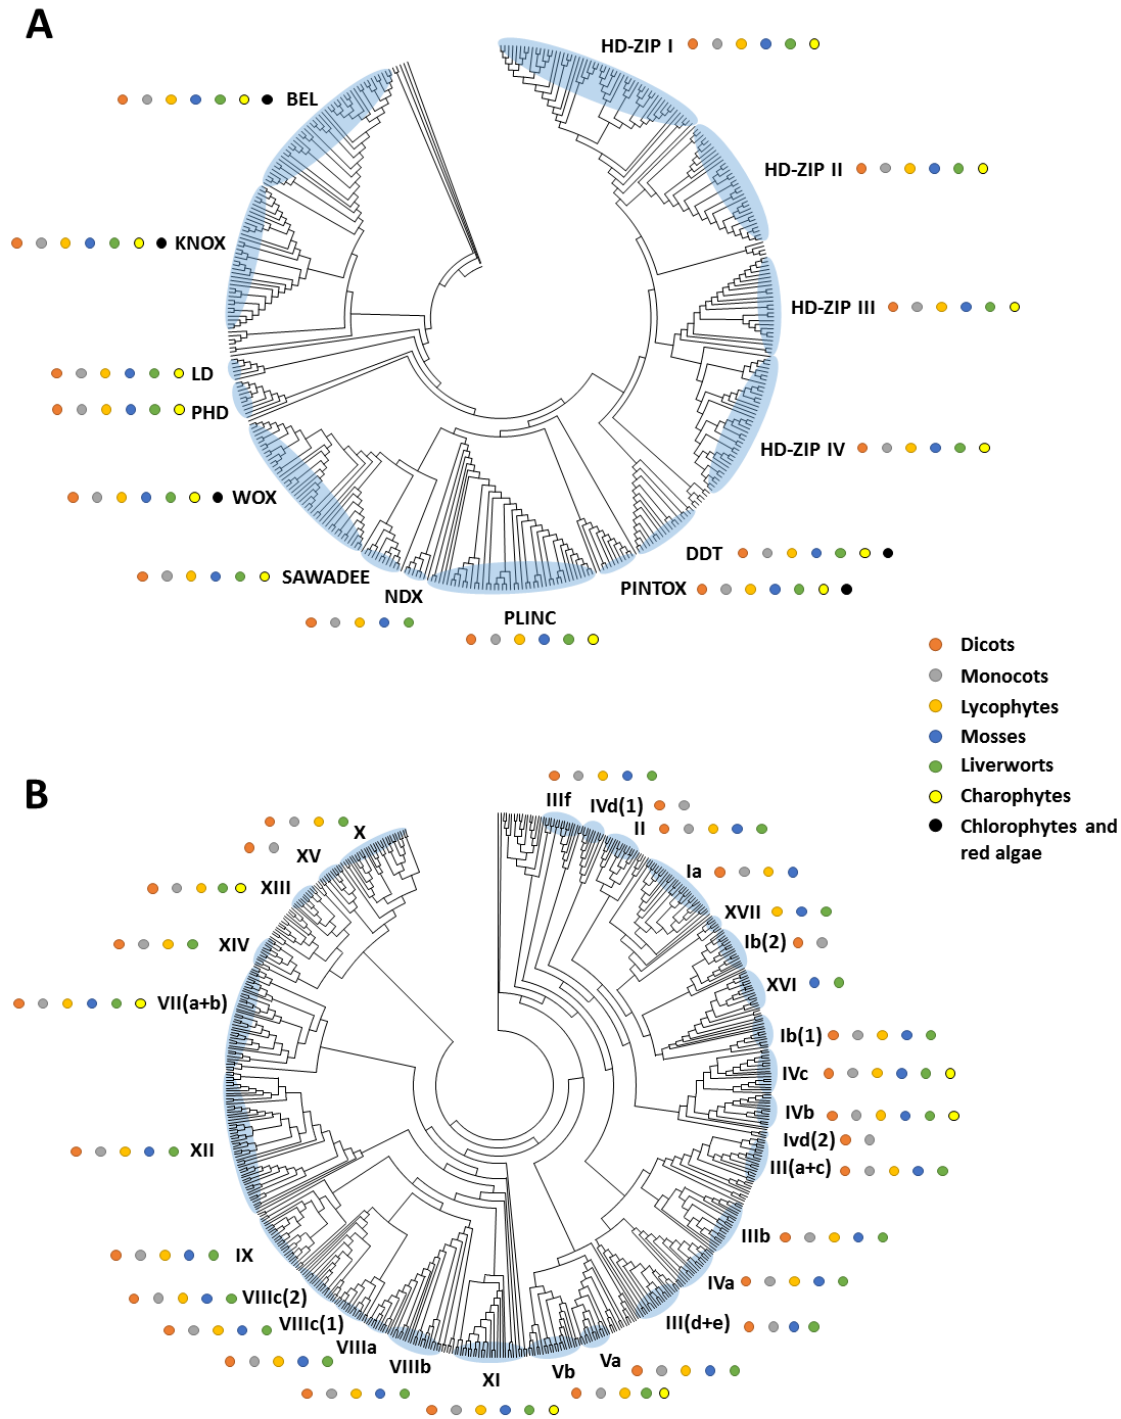 A
HD-ZIP I
BEL
HD-ZIP II
KNOX
HD-ZIP III
LD
PHD
HD-ZIP IV
WOX
DDT
SAWADEE
PINTOX
NDX
PLINC
Dicots
Monocots
Lycophytes
Mosses
Liverworts
Charophytes
Chlorophytes and
red algae
B
IIIf
IVd(1)
II
X
XV
Ia
XIII
XVII
Ib(2)
XIV
XVI
VII(a+b)
Ib(1)
IVc
IVb
Ivd(2)
XII
III(a+c)
IIIb
IX
IVa
VIIIc(2)
VIIIc(1)
III(d+e)
VIIIa
VIIIb
Va
Vb
XI